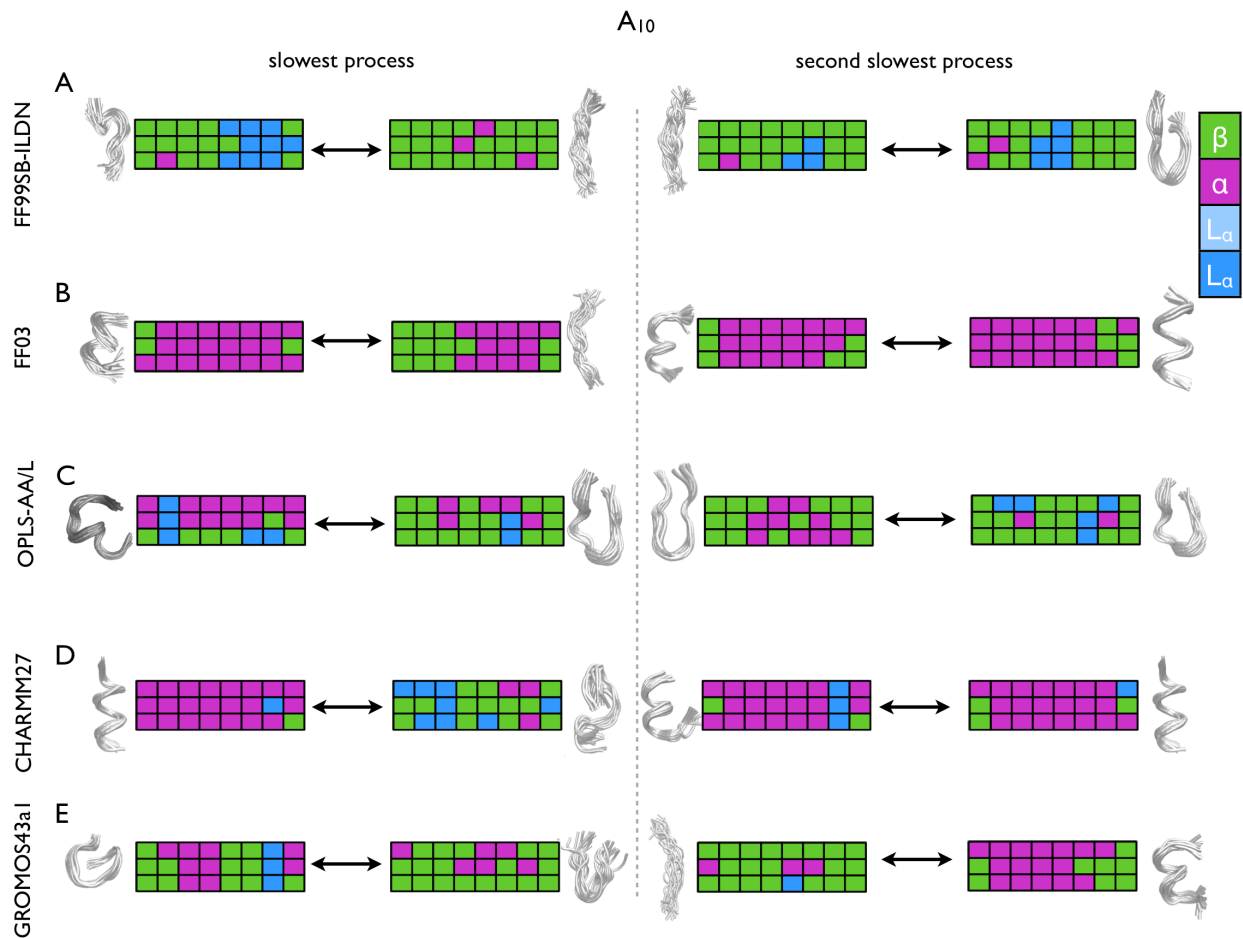 A10
slowest process
second slowest process
A
FF99SB-ILDN
β
α
Lα
Lα
B
FF03
C
OPLS-AA/L
D
CHARMM27
E
GROMOS43a1